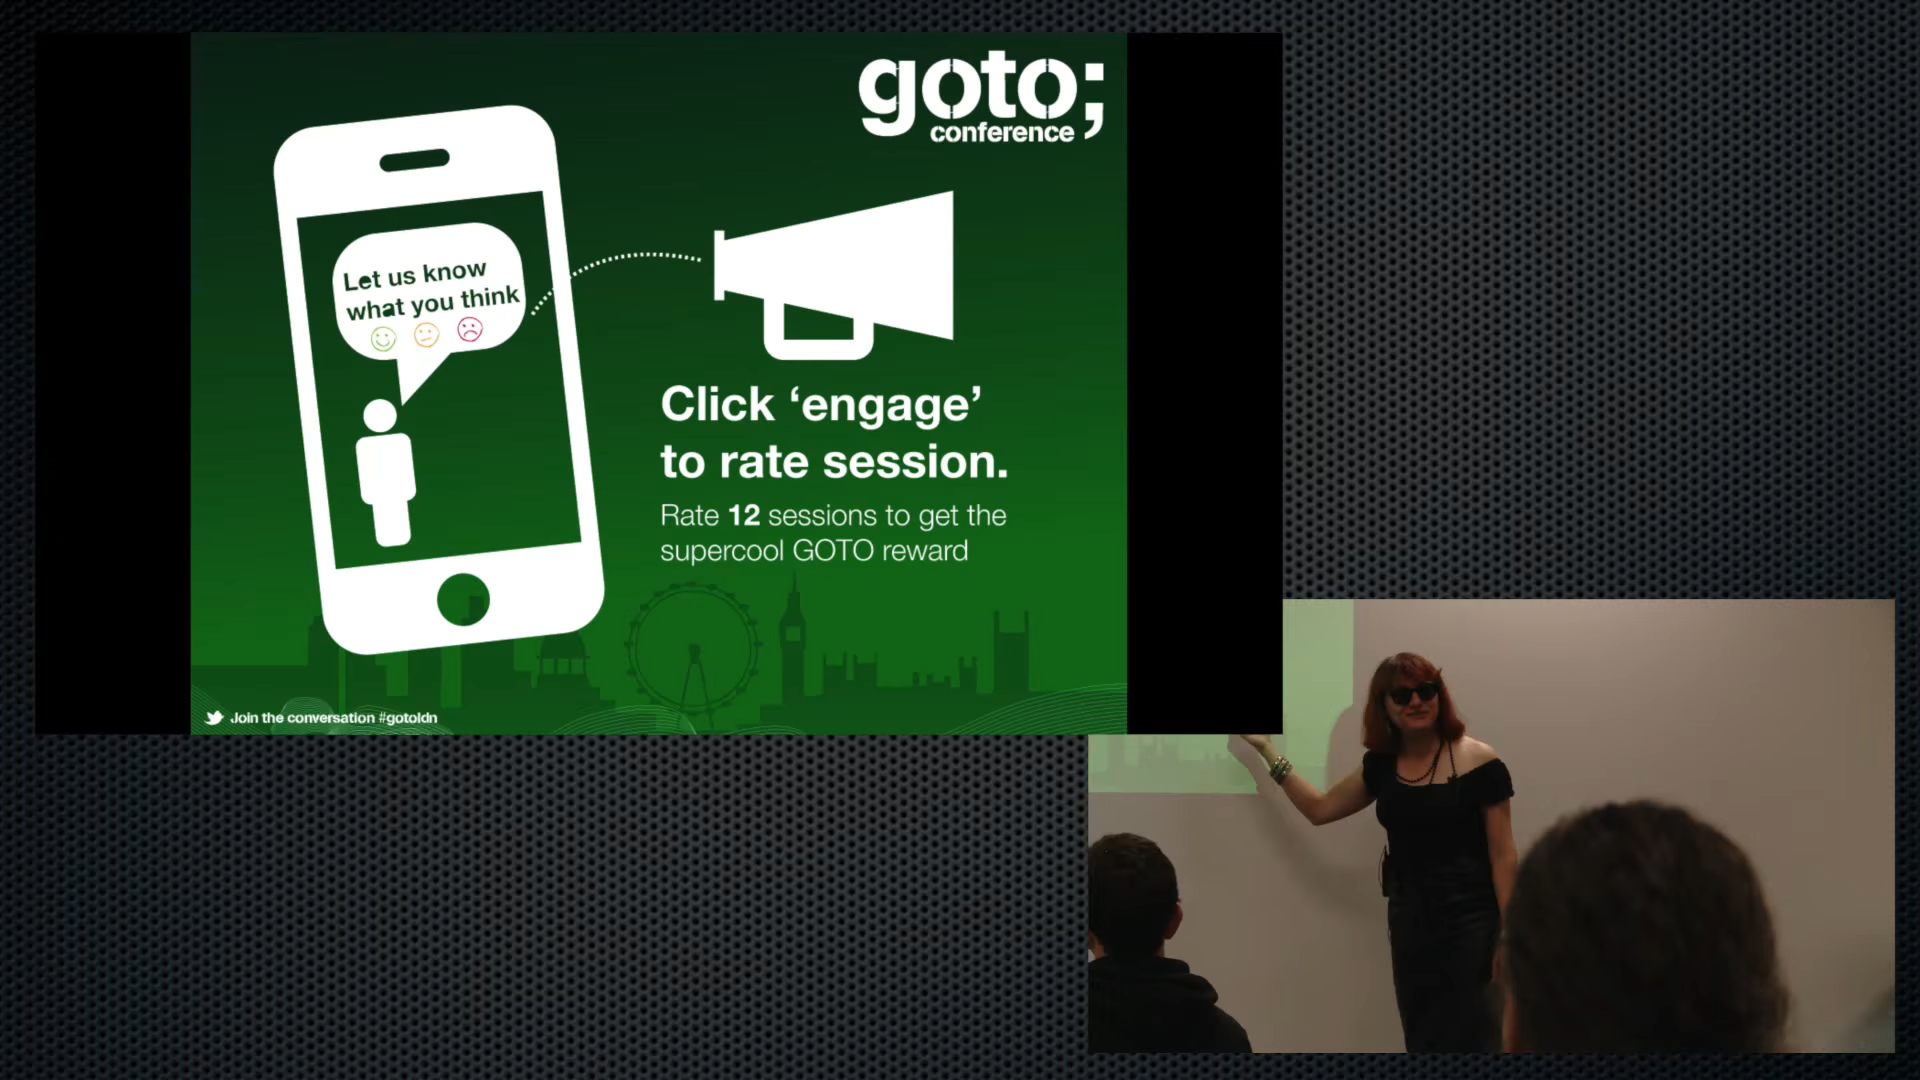 goto;
conference
Let us know
what you think
Click ‘engage’
to rate session.
Rate 12 sessions to get the
supercool GOTO reward
Join the conversation #gotoldn